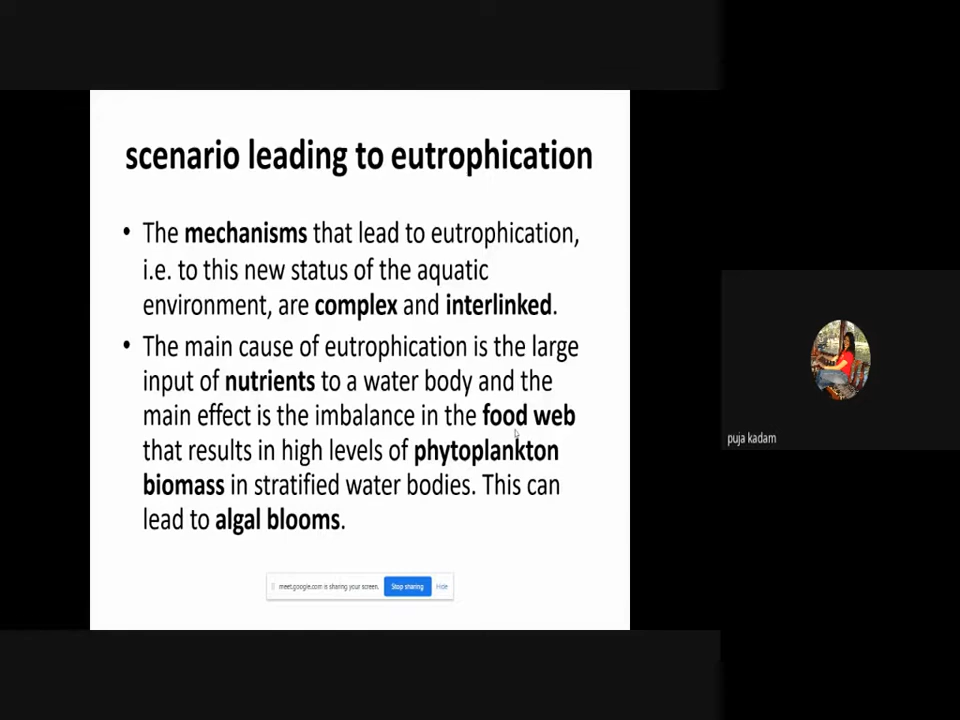 scenario leading to eutrophication
• The mechanisms that lead to eutrophication,
i.e. to this new status of the aquatic
environment, are complex and interlinked.
• The main cause of eutrophication is the large
input of nutrients to a water body and the
main effect is the imbalance in the food web
that results in high levels of phytoplankton
biomass in stratified water bodies. This can
lead to algal blooms.
meet.google.com is sharing your screen. Stop sharing Hide
puja kadam